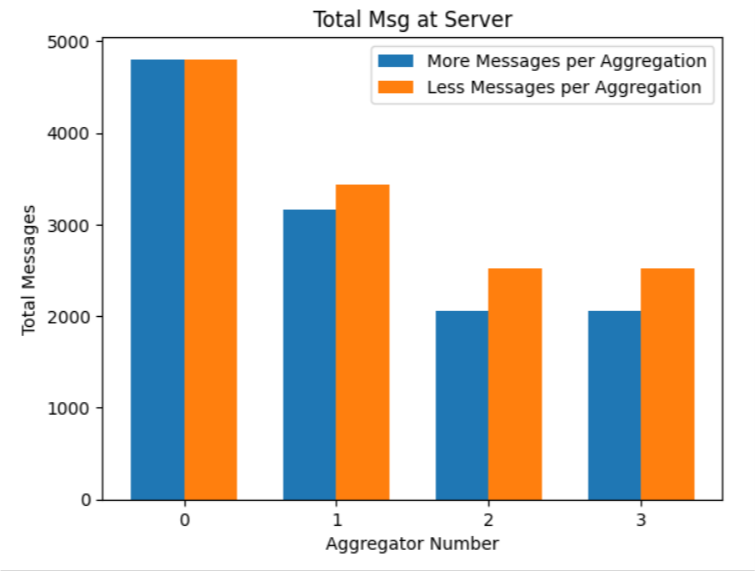 Total Msg at Server
More Messages per Aggregation
Less Messages per Aggregation
Total Messages
5000
4000
3000
2000
1000
0
0 1 2 3
Aggregator Number